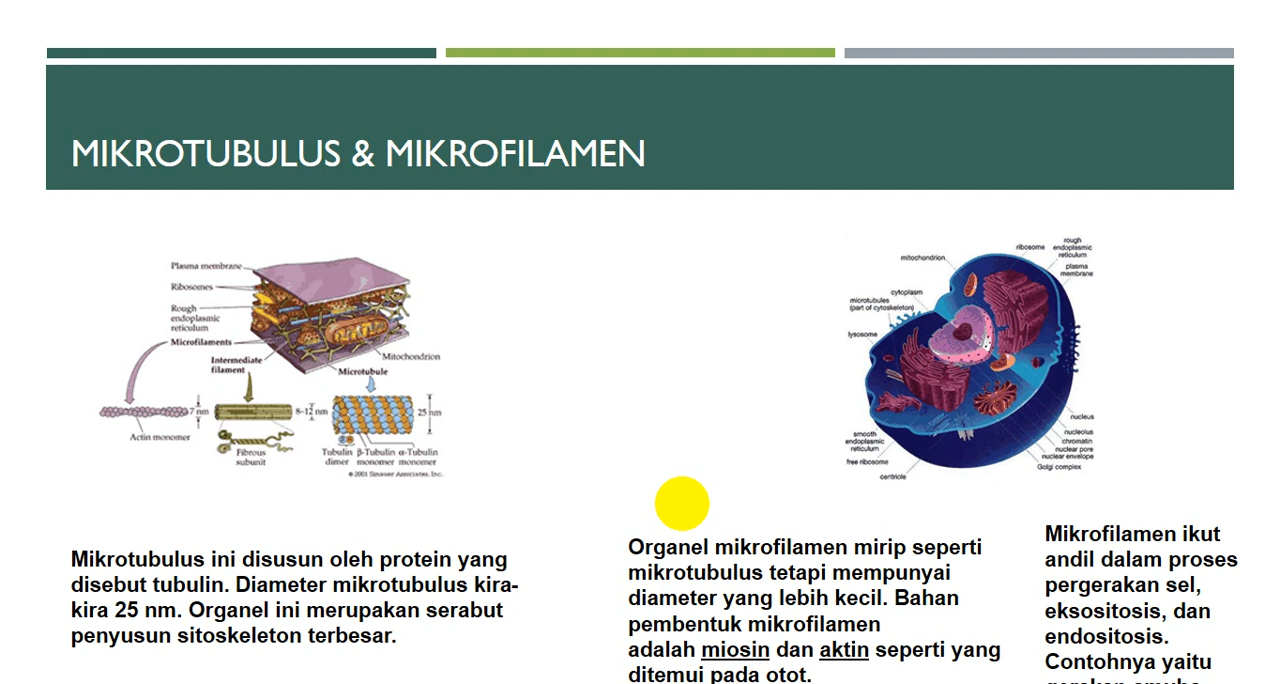 MIKROTUBULUS & MIKROFILAMEN
Plasma membrane
Ribosomes
Rough
endoplasmic
reticulum
Microfilaments
Intermediate
filament
Mitochondrion
Microtubule
7 nm
8-12 nm
25 nm
Actin monomer
Fibrous
subunit
Tubulin β-Tubulin α-Tubulin
dimer monomer monomer
© 2001 Sinauer Associates, Inc.
ribosome
rough
endoplasmic
reticulum
mitochondrion
plasma
membrane
cytoplasm
microtubules
(part of cytoskeleton)
lysosome
nucleus
nucleolus
chromatin
nuclear pore
nuclear envelope
Golgi complex
smooth
endoplasmic
reticulum
free ribosome
centriole
Mikrotubulus ini disusun oleh protein yang
disebut tubulin. Diameter mikrotubulus kira-
kira 25 nm. Organel ini merupakan serabut
penyusun sitoskeleton terbesar.
Organel mikrofilamen mirip seperti
mikrotubulus tetapi mempunyai
diameter yang lebih kecil. Bahan
pembentuk mikrofilamen
adalah miosin dan aktin seperti yang
ditemui pada otot.
Mikrofilamen ikut
andil dalam proses
pergerakan sel,
eksositosis, dan
endositosis.
Contohnya yaitu